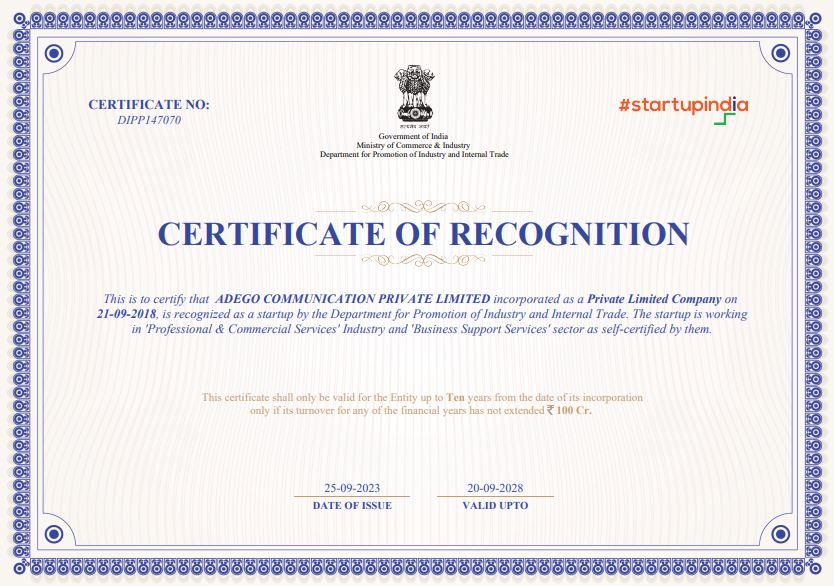 CERTIFICATE NO:
DIPP147070
सत्यमेव जयते
Government of India
Ministry of Commerce & Industry
Department for Promotion of Industry and Internal Trade
#startupindia
CERTIFICATE OF RECOGNITION
This is to certify that ADEGO COMMUNICATION PRIVATE LIMITED incorporated as a Private Limited Company on
21-09-2018, is recognized as a startup by the Department for Promotion of Industry and Internal Trade. The startup is working
in 'Professional & Commercial Services' Industry and 'Business Support Services' sector as self-certified by them.
This certificate shall only be valid for the Entity up to Ten years from the date of its incorporation
only if its turnover for any of the financial years has not extended ₹ 100 Cr.
25-09-2023
DATE OF ISSUE
20-09-2028
VALID UPTO